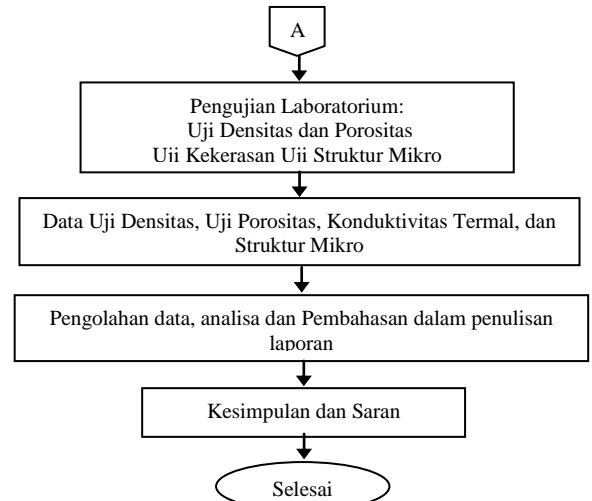 A
Pengujian Laboratorium:
Uji Densitas dan Porositas
Uji Kekerasan Uji Struktur Mikro
Data Uji Densitas, Uji Porositas, Konduktivitas Termal, dan
Struktur Mikro
Pengolahan data, analisa dan Pembahasan dalam penulisan
laporan
Kesimpulan dan Saran
Selesai